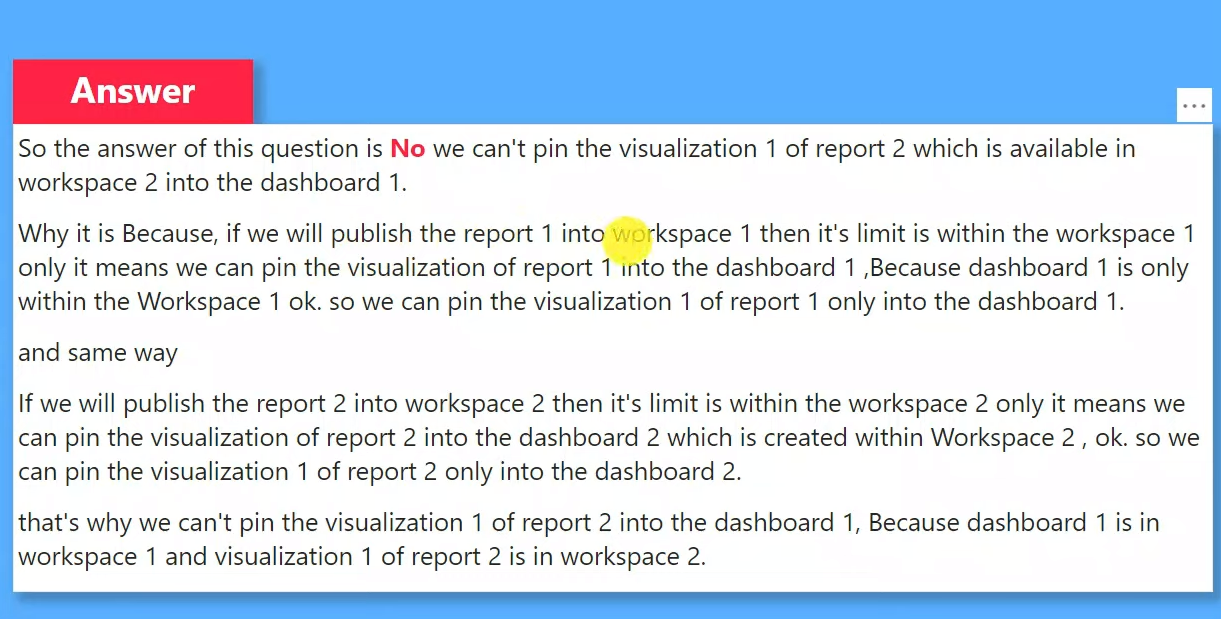 Answer
So the answer of this question is No we can't pin the visualization 1 of report 2 which is available in
workspace 2 into the dashboard 1.
Why it is Because, if we will publish the report 1 into workspace 1 then it's limit is within the workspace 1
only it means we can pin the visualization of report 1 into the dashboard 1 ,Because dashboard 1 is only
within the Workspace 1 ok. so we can pin the visualization 1 of report 1 only into the dashboard 1.
and same way
If we will publish the report 2 into workspace 2 then it's limit is within the workspace 2 only it means we
can pin the visualization of report 2 into the dashboard 2 which is created within Workspace 2 , ok. so we
can pin the visualization 1 of report 2 only into the dashboard 2.
that's why we can't pin the visualization 1 of report 2 into the dashboard 1, Because dashboard 1 is in
workspace 1 and visualization 1 of report 2 is in workspace 2.